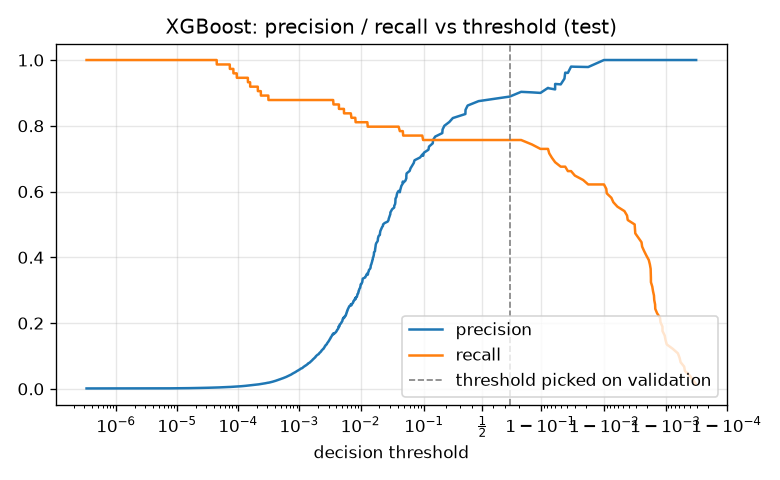 XGBoost: precision / recall vs threshold (test)
1.0
0.8
0.6
0.4
0.2
0.0
precision
recall
threshold picked on validation
10⁻⁶ 10⁻⁵ 10⁻⁴ 10⁻³ 10⁻² 10⁻¹ ½ 1−10⁻¹ 1−10⁻² 1−10⁻³ 1−10⁻⁴
decision threshold